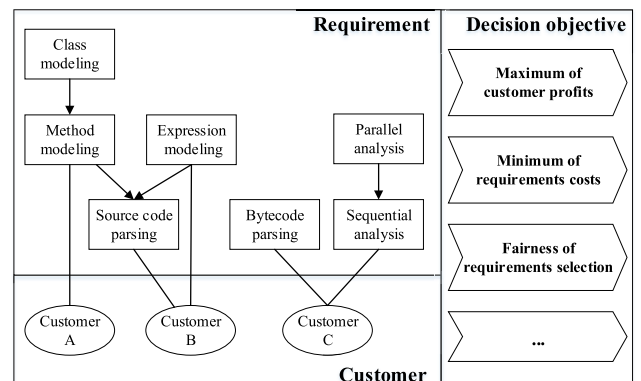 Requirement
Class
modeling
Method
modeling
Expression
modeling
Parallel
analysis
Source code
parsing
Bytecode
parsing
Sequential
analysis
Customer
A
Customer
B
Customer
C
Customer
Decision objective
Maximum of
customer profits
Minimum of
requirements costs
Fairness of
requirements selection
...